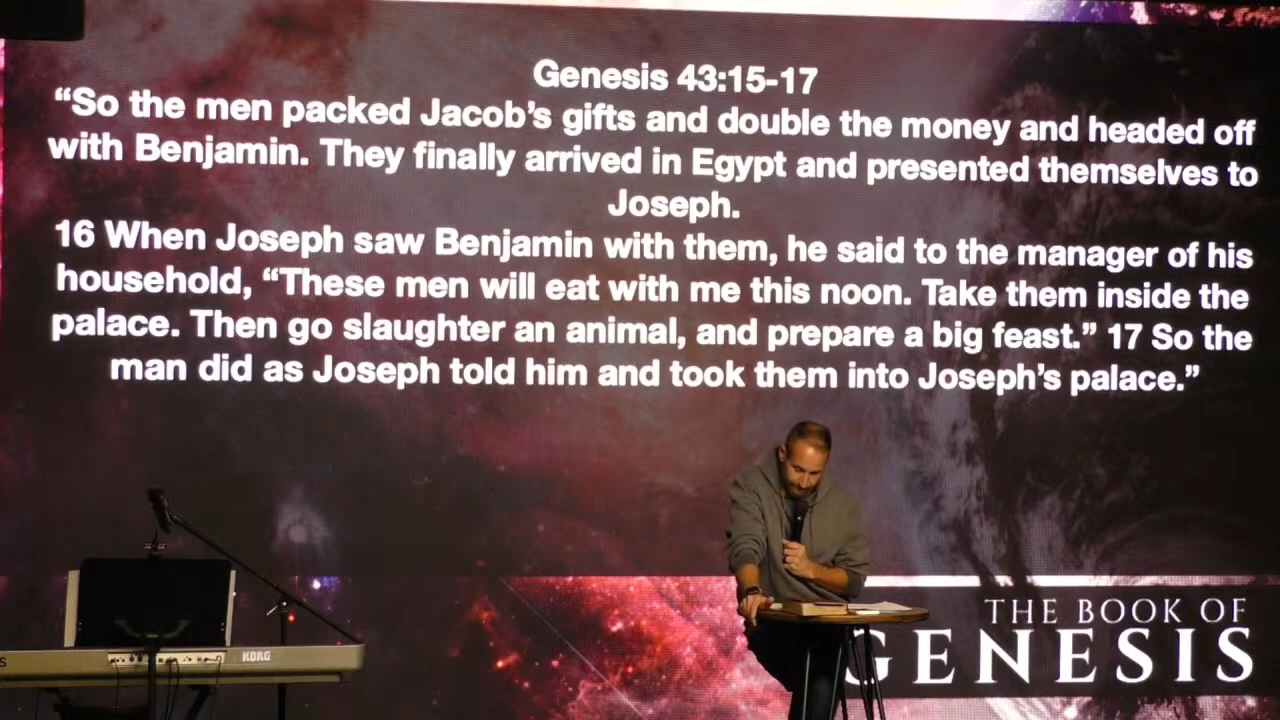 Genesis 43:15-17
“So the men packed Jacob’s gifts and double the money and headed off
with Benjamin. They finally arrived in Egypt and presented themselves to
Joseph.
16 When Joseph saw Benjamin with them, he said to the manager of his
household, “These men will eat with me this noon. Take them inside the
palace. Then go slaughter an animal, and prepare a big feast.” 17 So the
man did as Joseph told him and took them into Joseph’s palace.”
THE BOOK OF
GENESIS
KORG